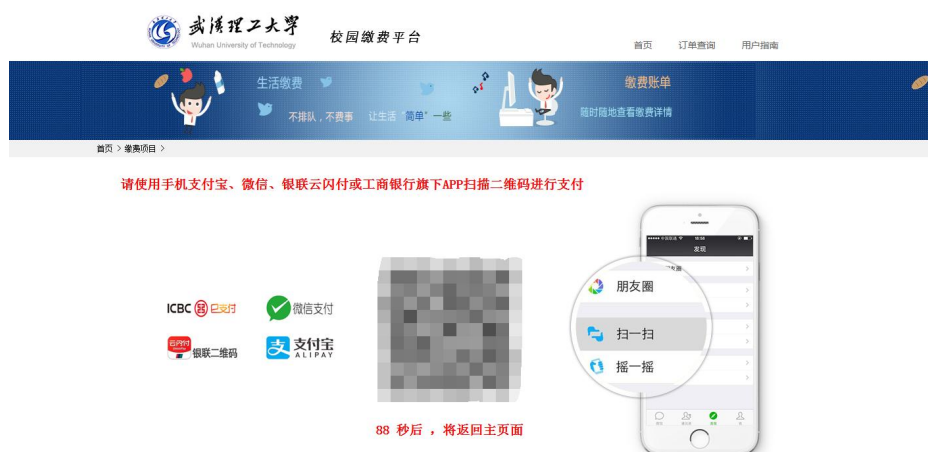 武汉理工大学
Wuhan University of Technology
校园缴费平台
首页 订单查询 用户指南
生活缴费
不排队，不费事 让生活“简单”一些
缴费账单
随时随地查看缴费详情
首页 > 缴费项目 >
请使用手机支付宝、微信、银联云闪付或工商银行旗下APP扫描二维码进行支付
ICBC e支付
微信支付
云闪付
银联二维码
支 支付宝
ALIPAY
发现
朋友圈
扫一扫
摇一摇
88 秒后 ，将返回主页面